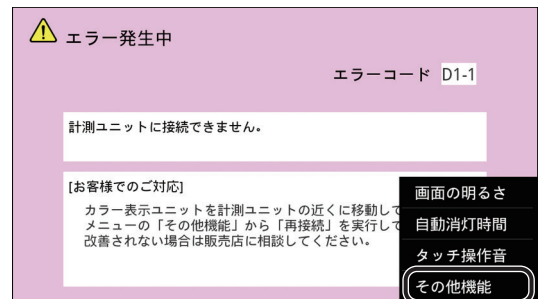 エラー発生中
エラーコード D1-1
計測ユニットに接続できません。
[お客様でのご対応]
カラー表示ユニットを計測ユニットの近くに移動して
メニューの「その他機能」から「再接続」を実行して
改善されない場合は販売店に相談してください。
画面の明るさ
自動消灯時間
タッチ操作音
その他機能